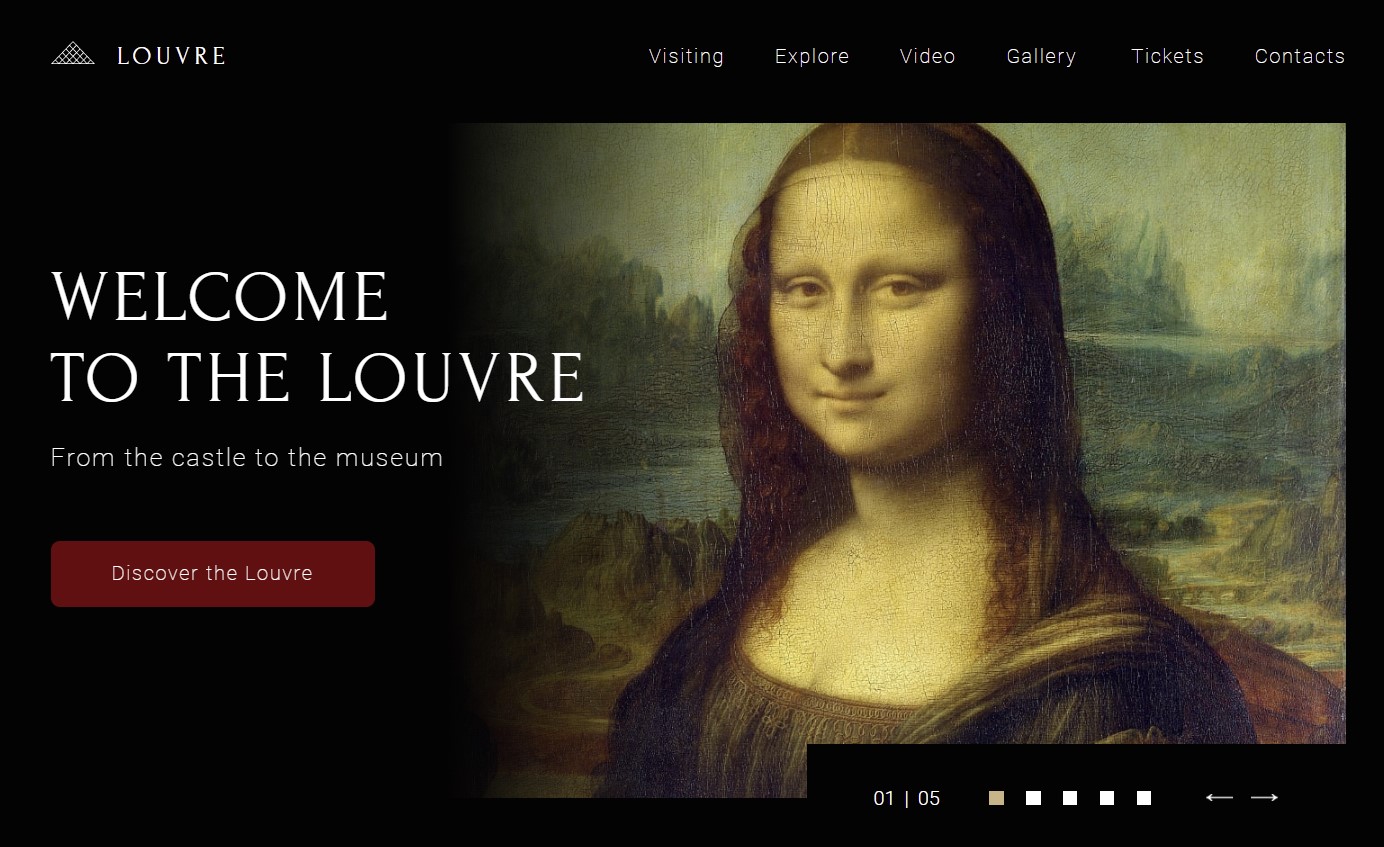 LOUVRE
Visiting Explore Video Gallery Tickets Contacts
WELCOME
TO THE LOUVRE
From the castle to the museum
Discover the Louvre
01 | 05